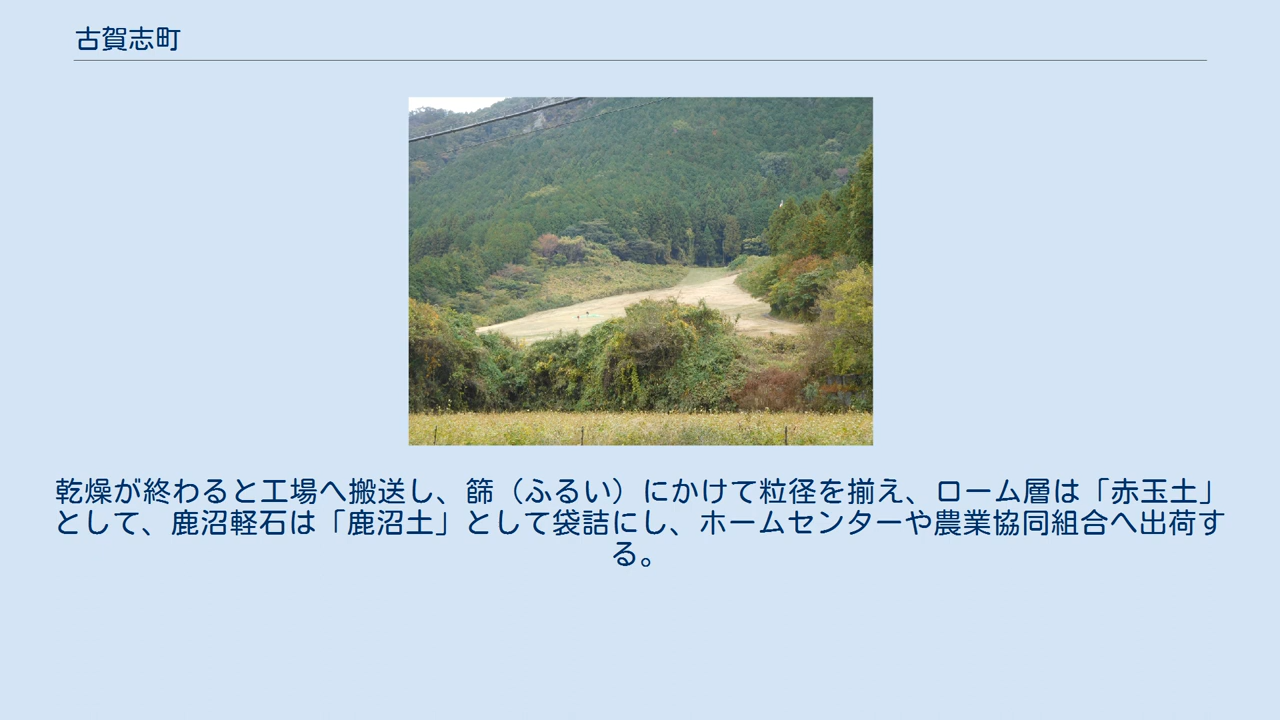 古賀志町
乾燥が終わると工場へ搬送し、篩（ふるい）にかけて粒径を揃え、ローム層は「赤玉土」
として、鹿沼軽石は「鹿沼土」として袋詰にし、ホームセンターや農業協同組合へ出荷す
る。